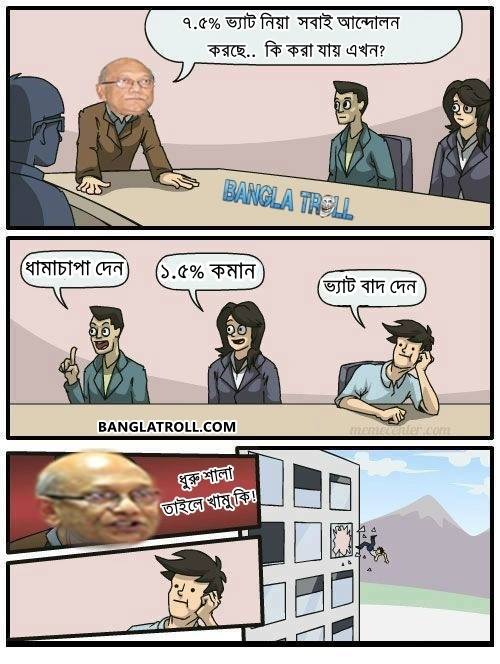 ৭.৫% ভ্যাট নিয়া সবাই আন্দোলন
করছে.. কি করা যায় এখন?
BANGLA TROLL
ধামাচাপা দেন
১.৫% কমান
ভ্যাট বাদ দেন
BANGLATROLL.COM
memecenter.com
ধুরু শালা
তাইলে খামু কি!